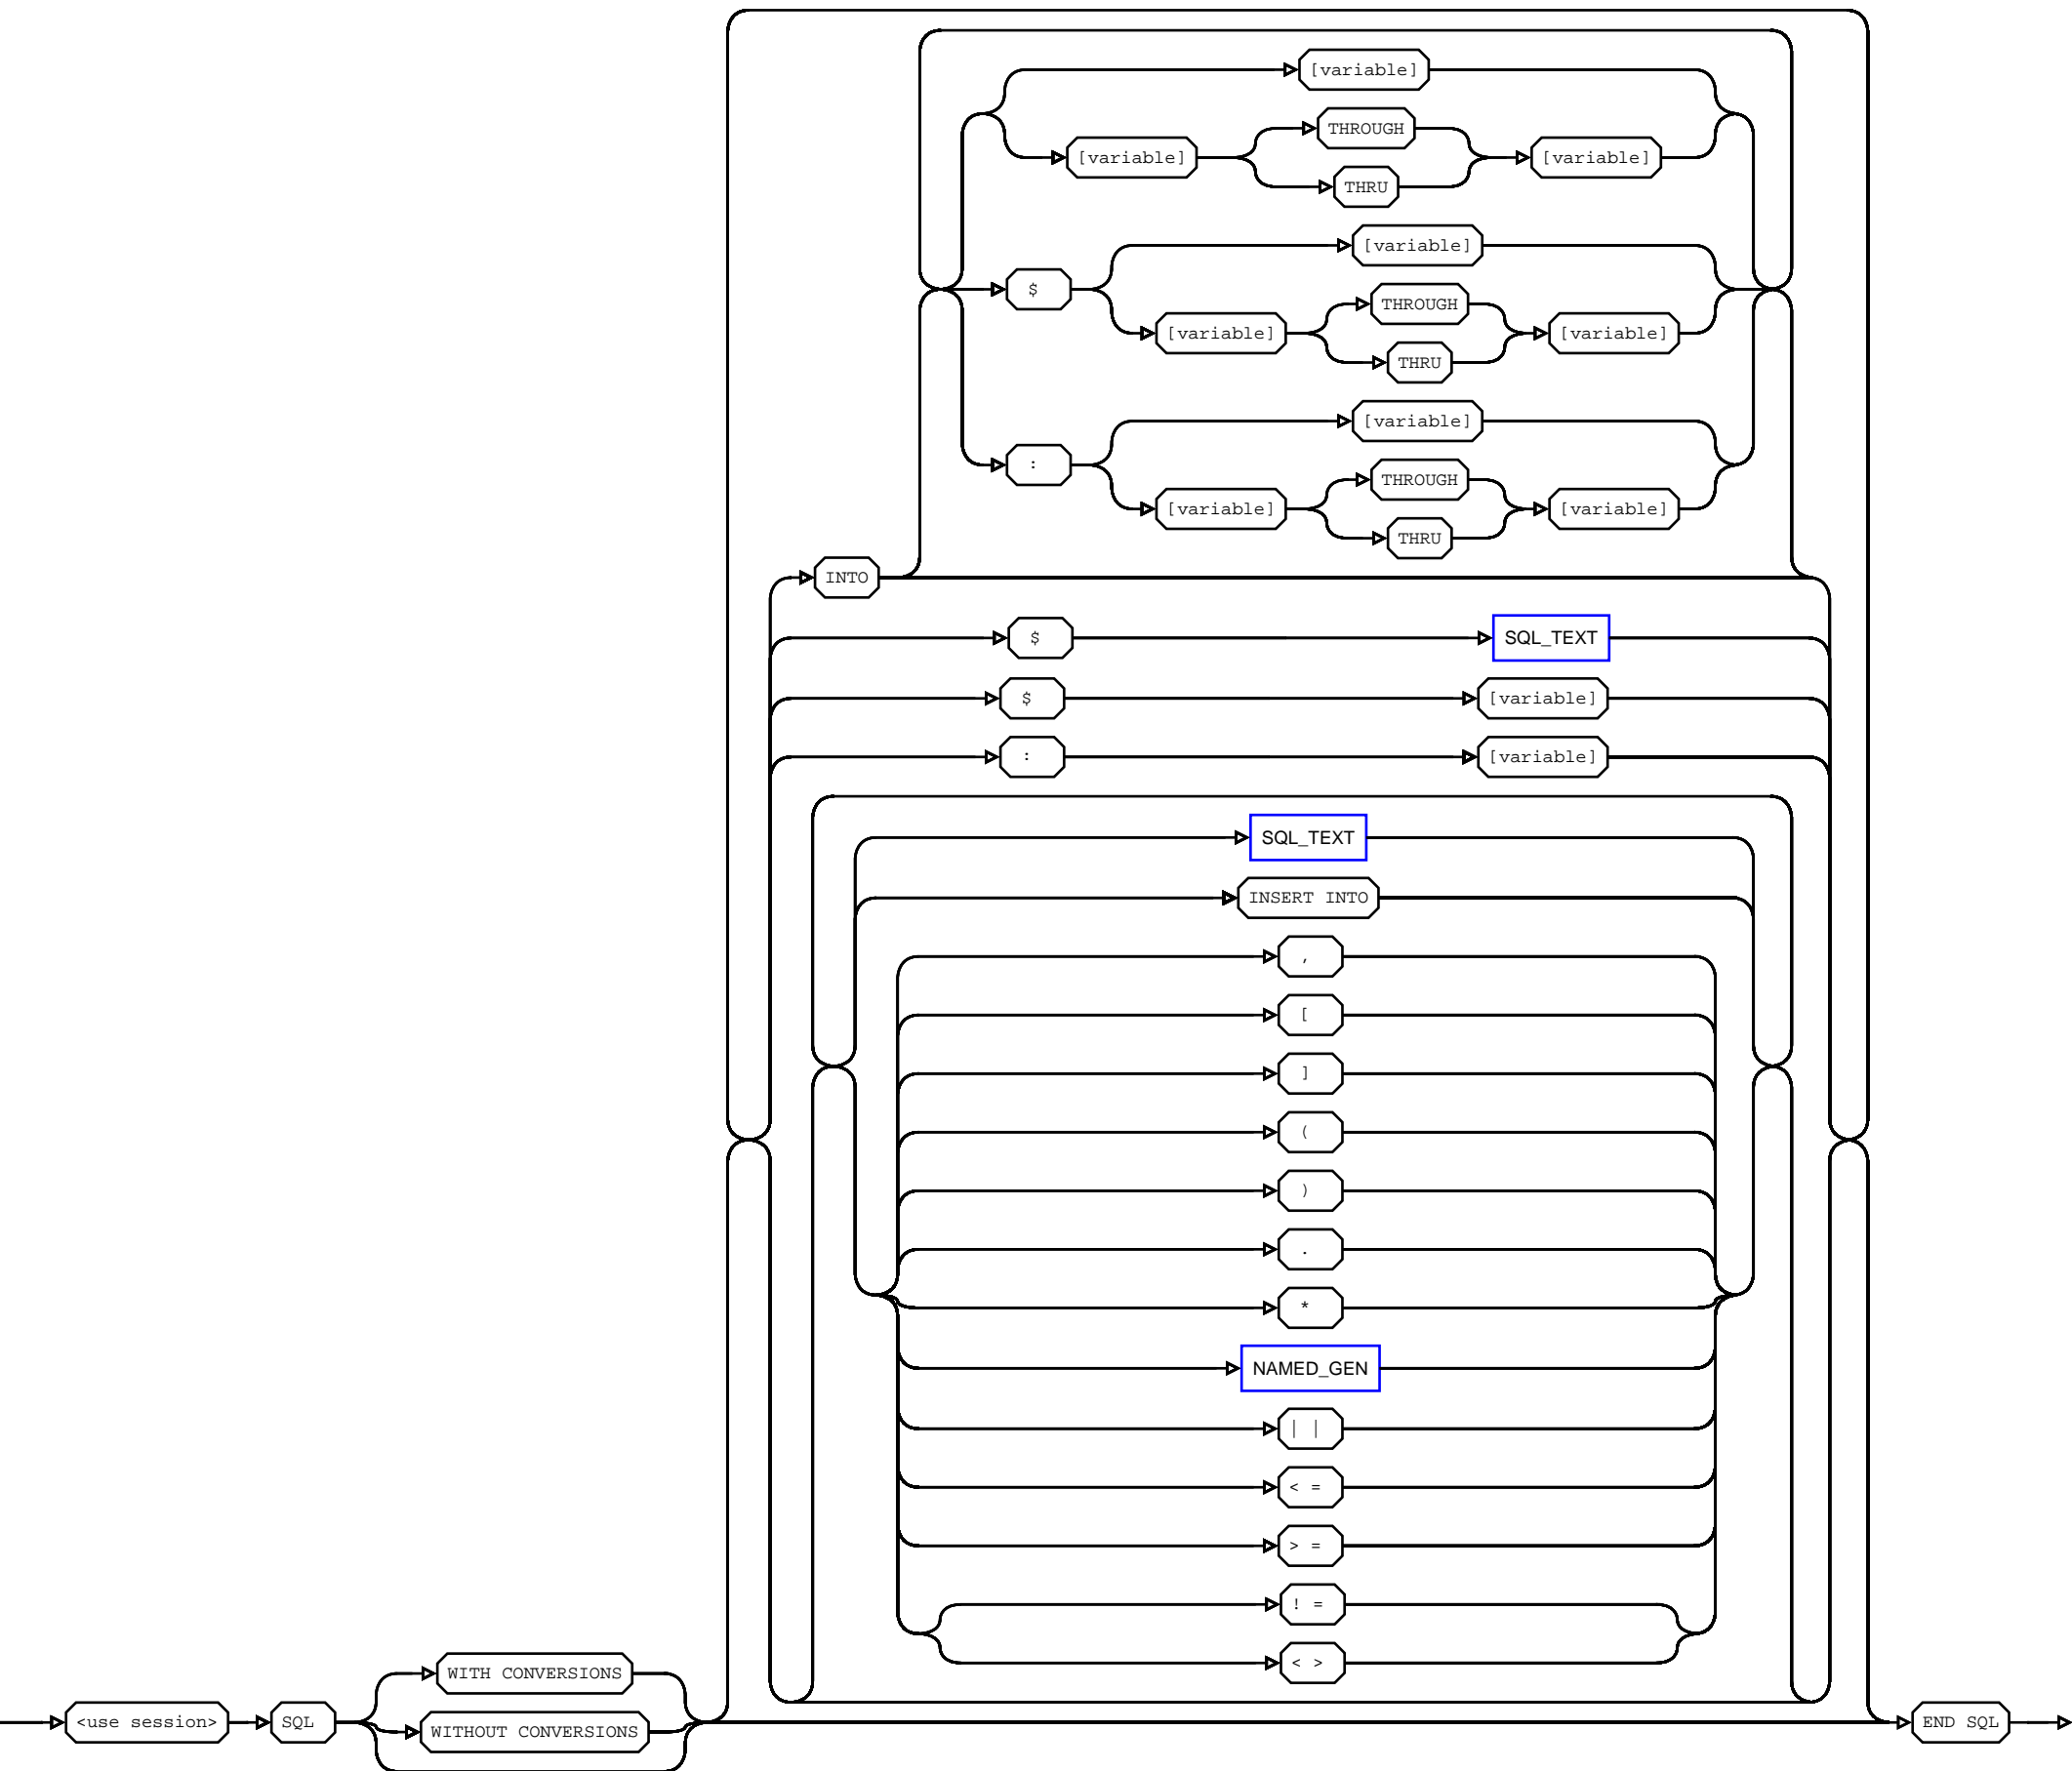 [variable]
THROUGH
[variable] [variable]
THRU
[variable]
$
THROUGH
[variable] [variable]
THRU
[variable]
:
THROUGH
[variable] [variable]
THRU
INTO
$ SQL_TEXT
$ [variable]
: [variable]
SQL_TEXT
INSERT INTO
,
[
]
(
)
.
*
NAMED_GEN
| |
< =
> =
! =
< >
WITH CONVERSIONS
<use session> SQL WITHOUT CONVERSIONS END SQL